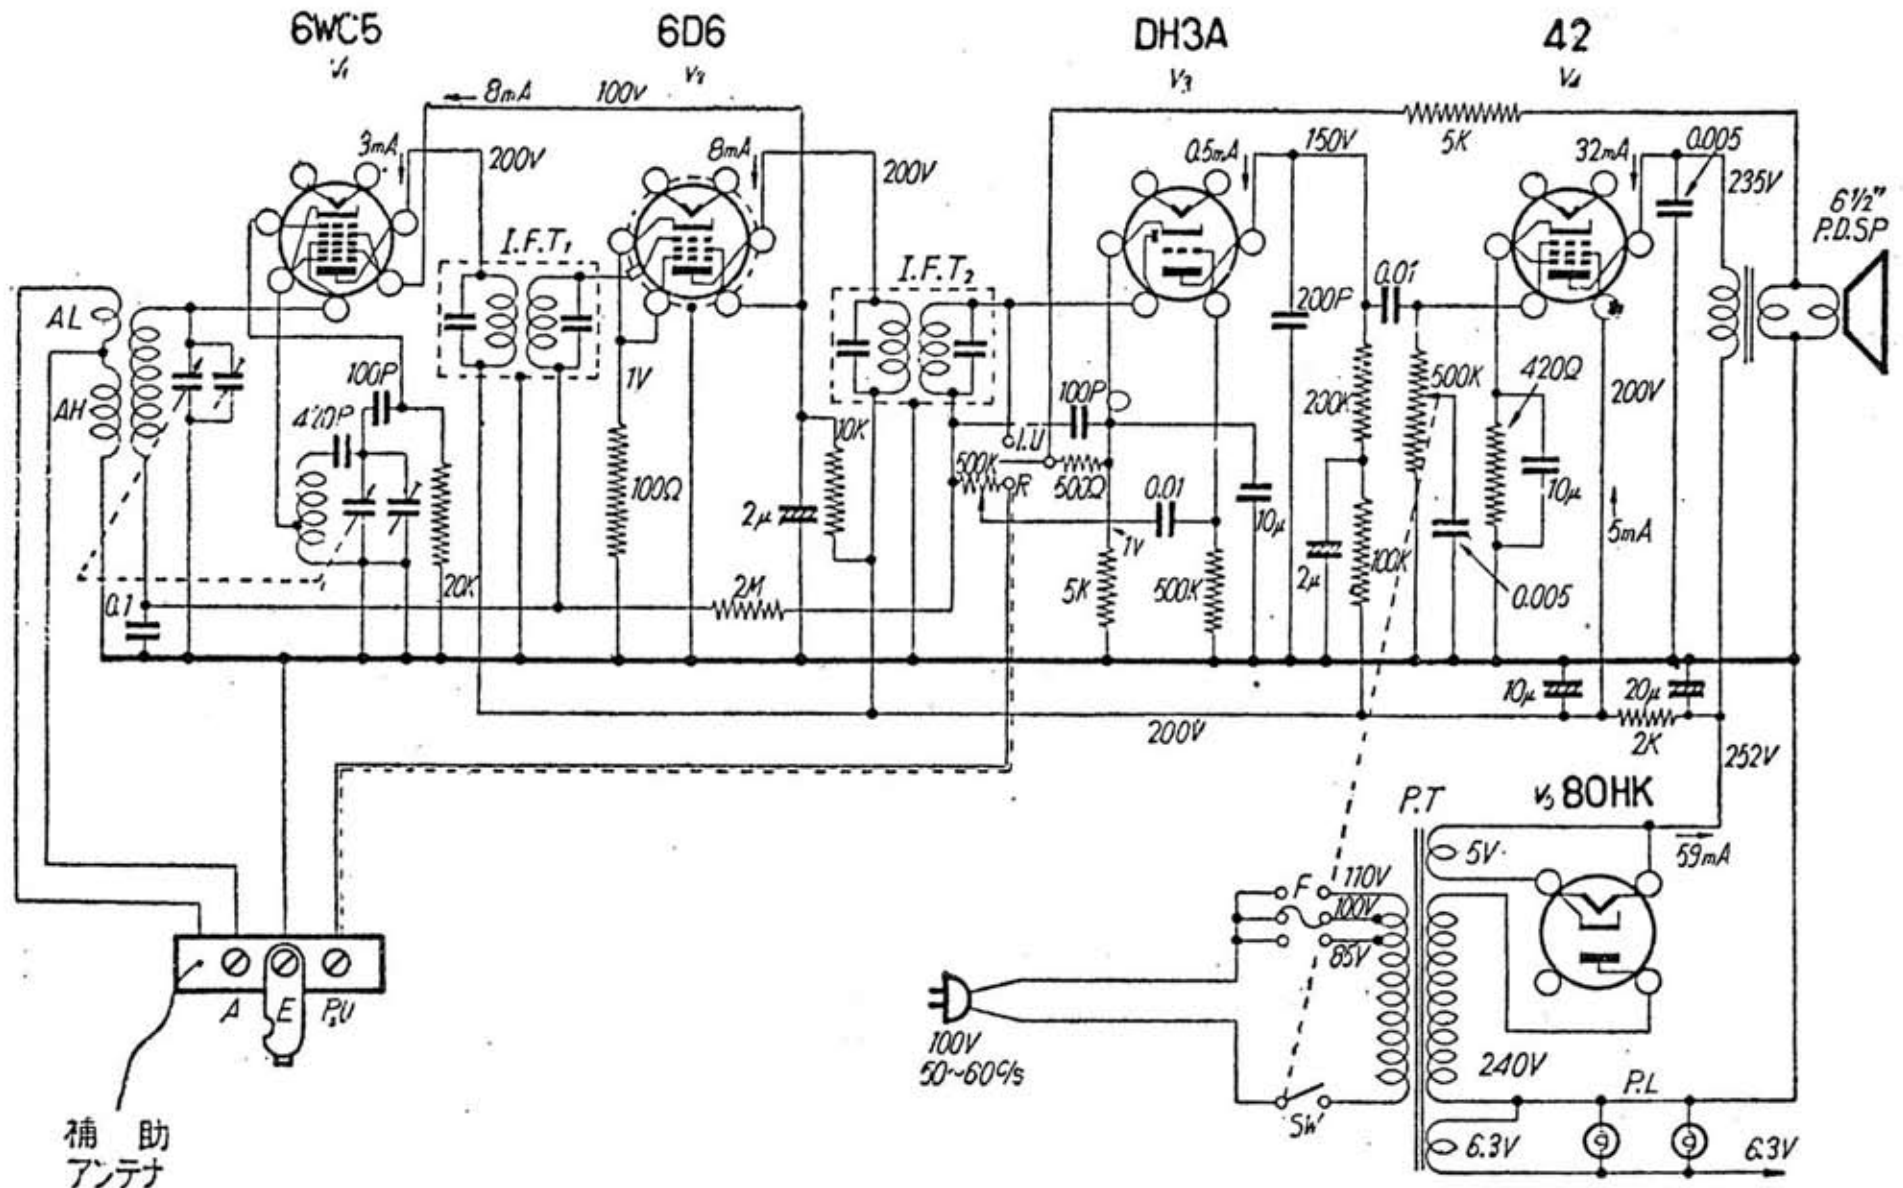 6WC5
V₁
6D6
V₂
DH3A
V₃
42
V₄
8mA
100V
5K
3mA
200V
8mA
200V
0.5mA
150V
32mA
0.005
235V
6½"
P.D.SP
I.F.T₁
I.F.T₂
AL
AH
100P
420P
20K
0.1
1V
100Ω
2M
2μ
10K
100P
500K
R
500Ω
0.01
1V
5K
500K
10μ
200P
0.01
200K
2μ
100K
500K
0.005
420Ω
10μ
200V
5mA
10μ
20μ
2K
200V
252V
V₅ 80HK
P.T
5V
59mA
F
110V
100V
85V
SW
100V
50~60c/s
240V
P.L
6.3V
6.3V
A
E
P.U
補助
アンテナ